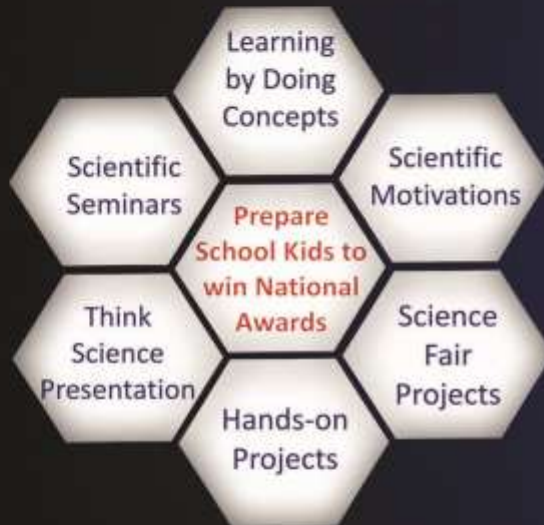 Learning
by Doing
Concepts
Scientific
Seminars
Scientific
Motivations
Prepare
School Kids to
win National
Awards
Think
Science
Presentation
Science
Fair
Projects
Hands-on
Projects